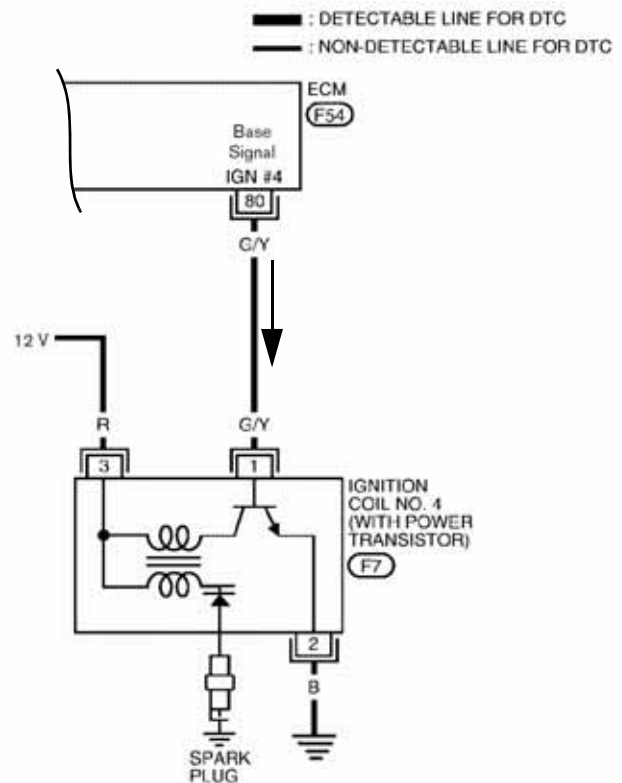 : DETECTABLE LINE FOR DTC
: NON-DETECTABLE LINE FOR DTC
ECM
F54
Base
Signal
IGN #4
80
G/Y
12 V
R
G/Y
3
1
IGNITION
COIL NO. 4
(WITH POWER
TRANSISTOR)
F7
2
B
SPARK
PLUG